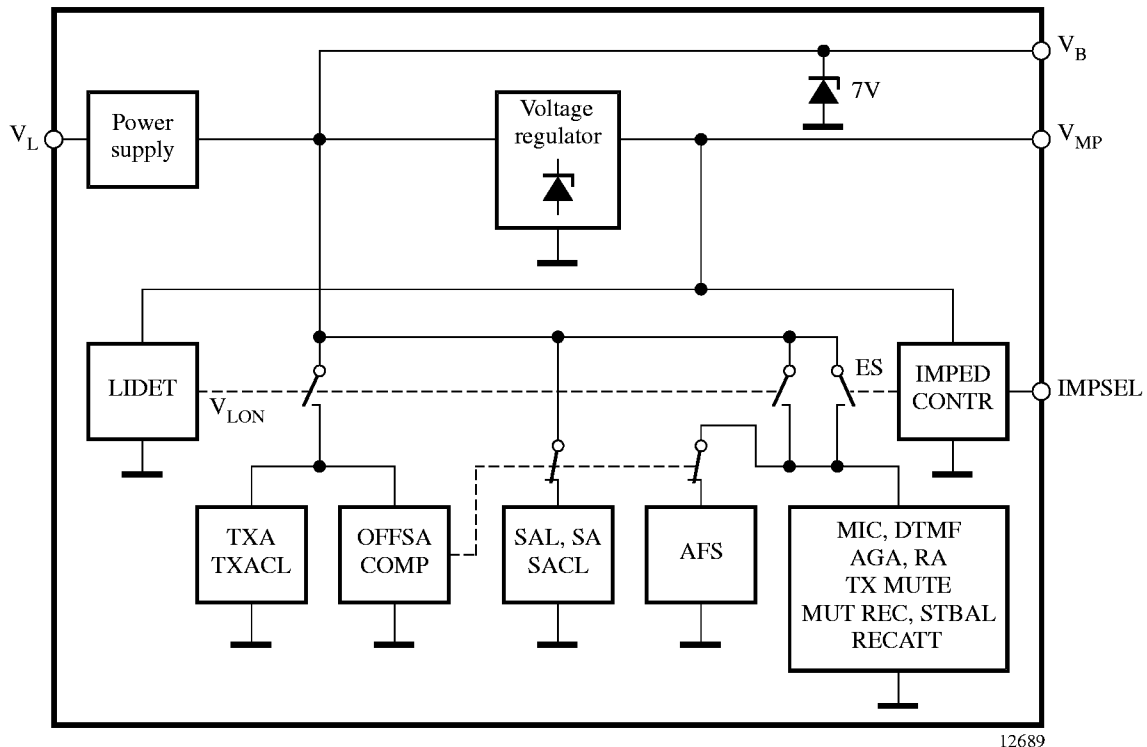 V_B
7V
V_L
Power
supply
Voltage
regulator
V_MP
LIDET
V_LON
ES
IMPED
CONTR
IMPSEL
TXA
TXACL
OFFSA
COMP
SAL, SA
SACL
AFS
MIC, DTMF
AGA, RA
TX MUTE
MUT REC, STBAL
RECATT
12689